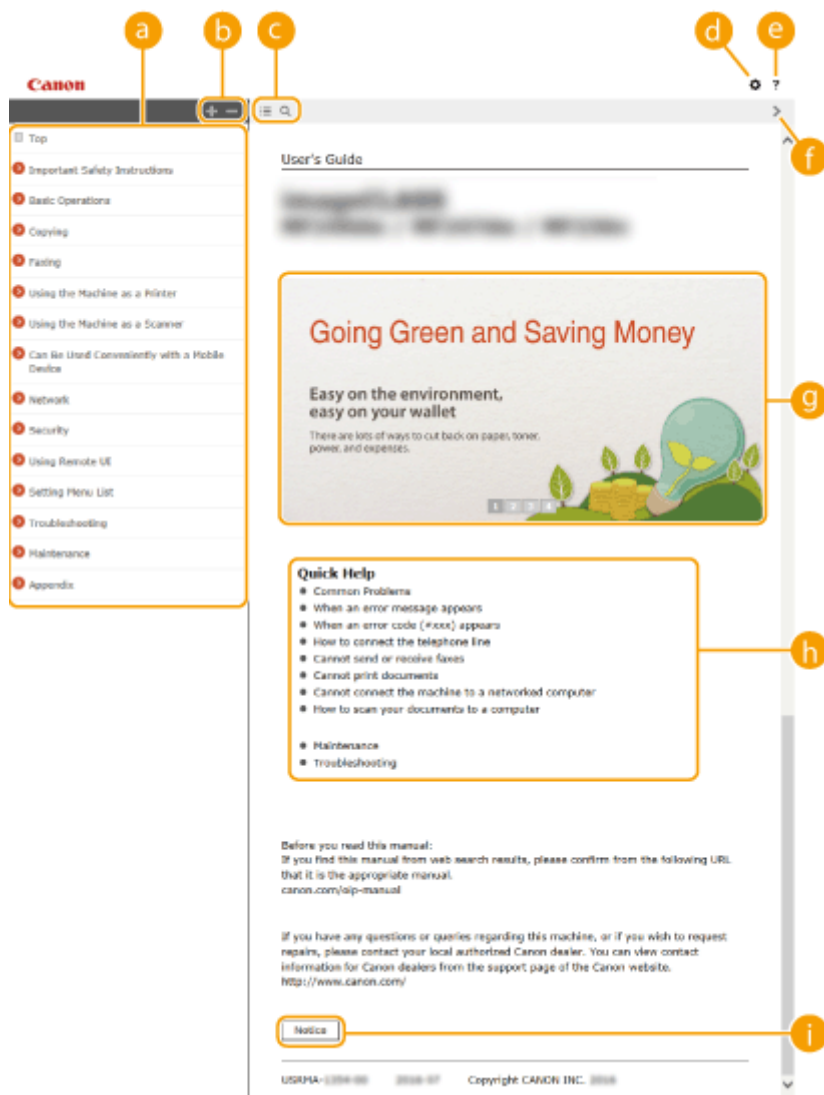 a b c d e
Canon
?
Top
Important Safety Instructions
Basic Operations
Copying
Faxing
Using the Machine as a Printer
Using the Machine as a Scanner
Can Be Used Conveniently with a Mobile
Device
Network
Security
Using Remote UI
Setting Menu List
Troubleshooting
Maintenance
Appendix
f
User's Guide
Going Green and Saving Money
Easy on the environment,
easy on your wallet
There are lots of ways to cut back on paper, toner,
power, and expenses.
1 2 3 4
g
Quick Help
Common Problems
When an error message appears
When an error code (#xxx) appears
How to connect the telephone line
Cannot send or receive faxes
Cannot print documents
Cannot connect the machine to a networked computer
How to scan your documents to a computer
Maintenance
Troubleshooting
h
Before you read this manual:
If you find this manual from web search results, please confirm from the following URL
that it is the appropriate manual.
canon.com/oip-manual
If you have any questions or queries regarding this machine, or if you wish to request
repairs, please contact your local authorized Canon dealer. You can view contact
information for Canon dealers from the support page of the Canon website.
http://www.canon.com/
Notice
i
USRMA- Copyright CANON INC.